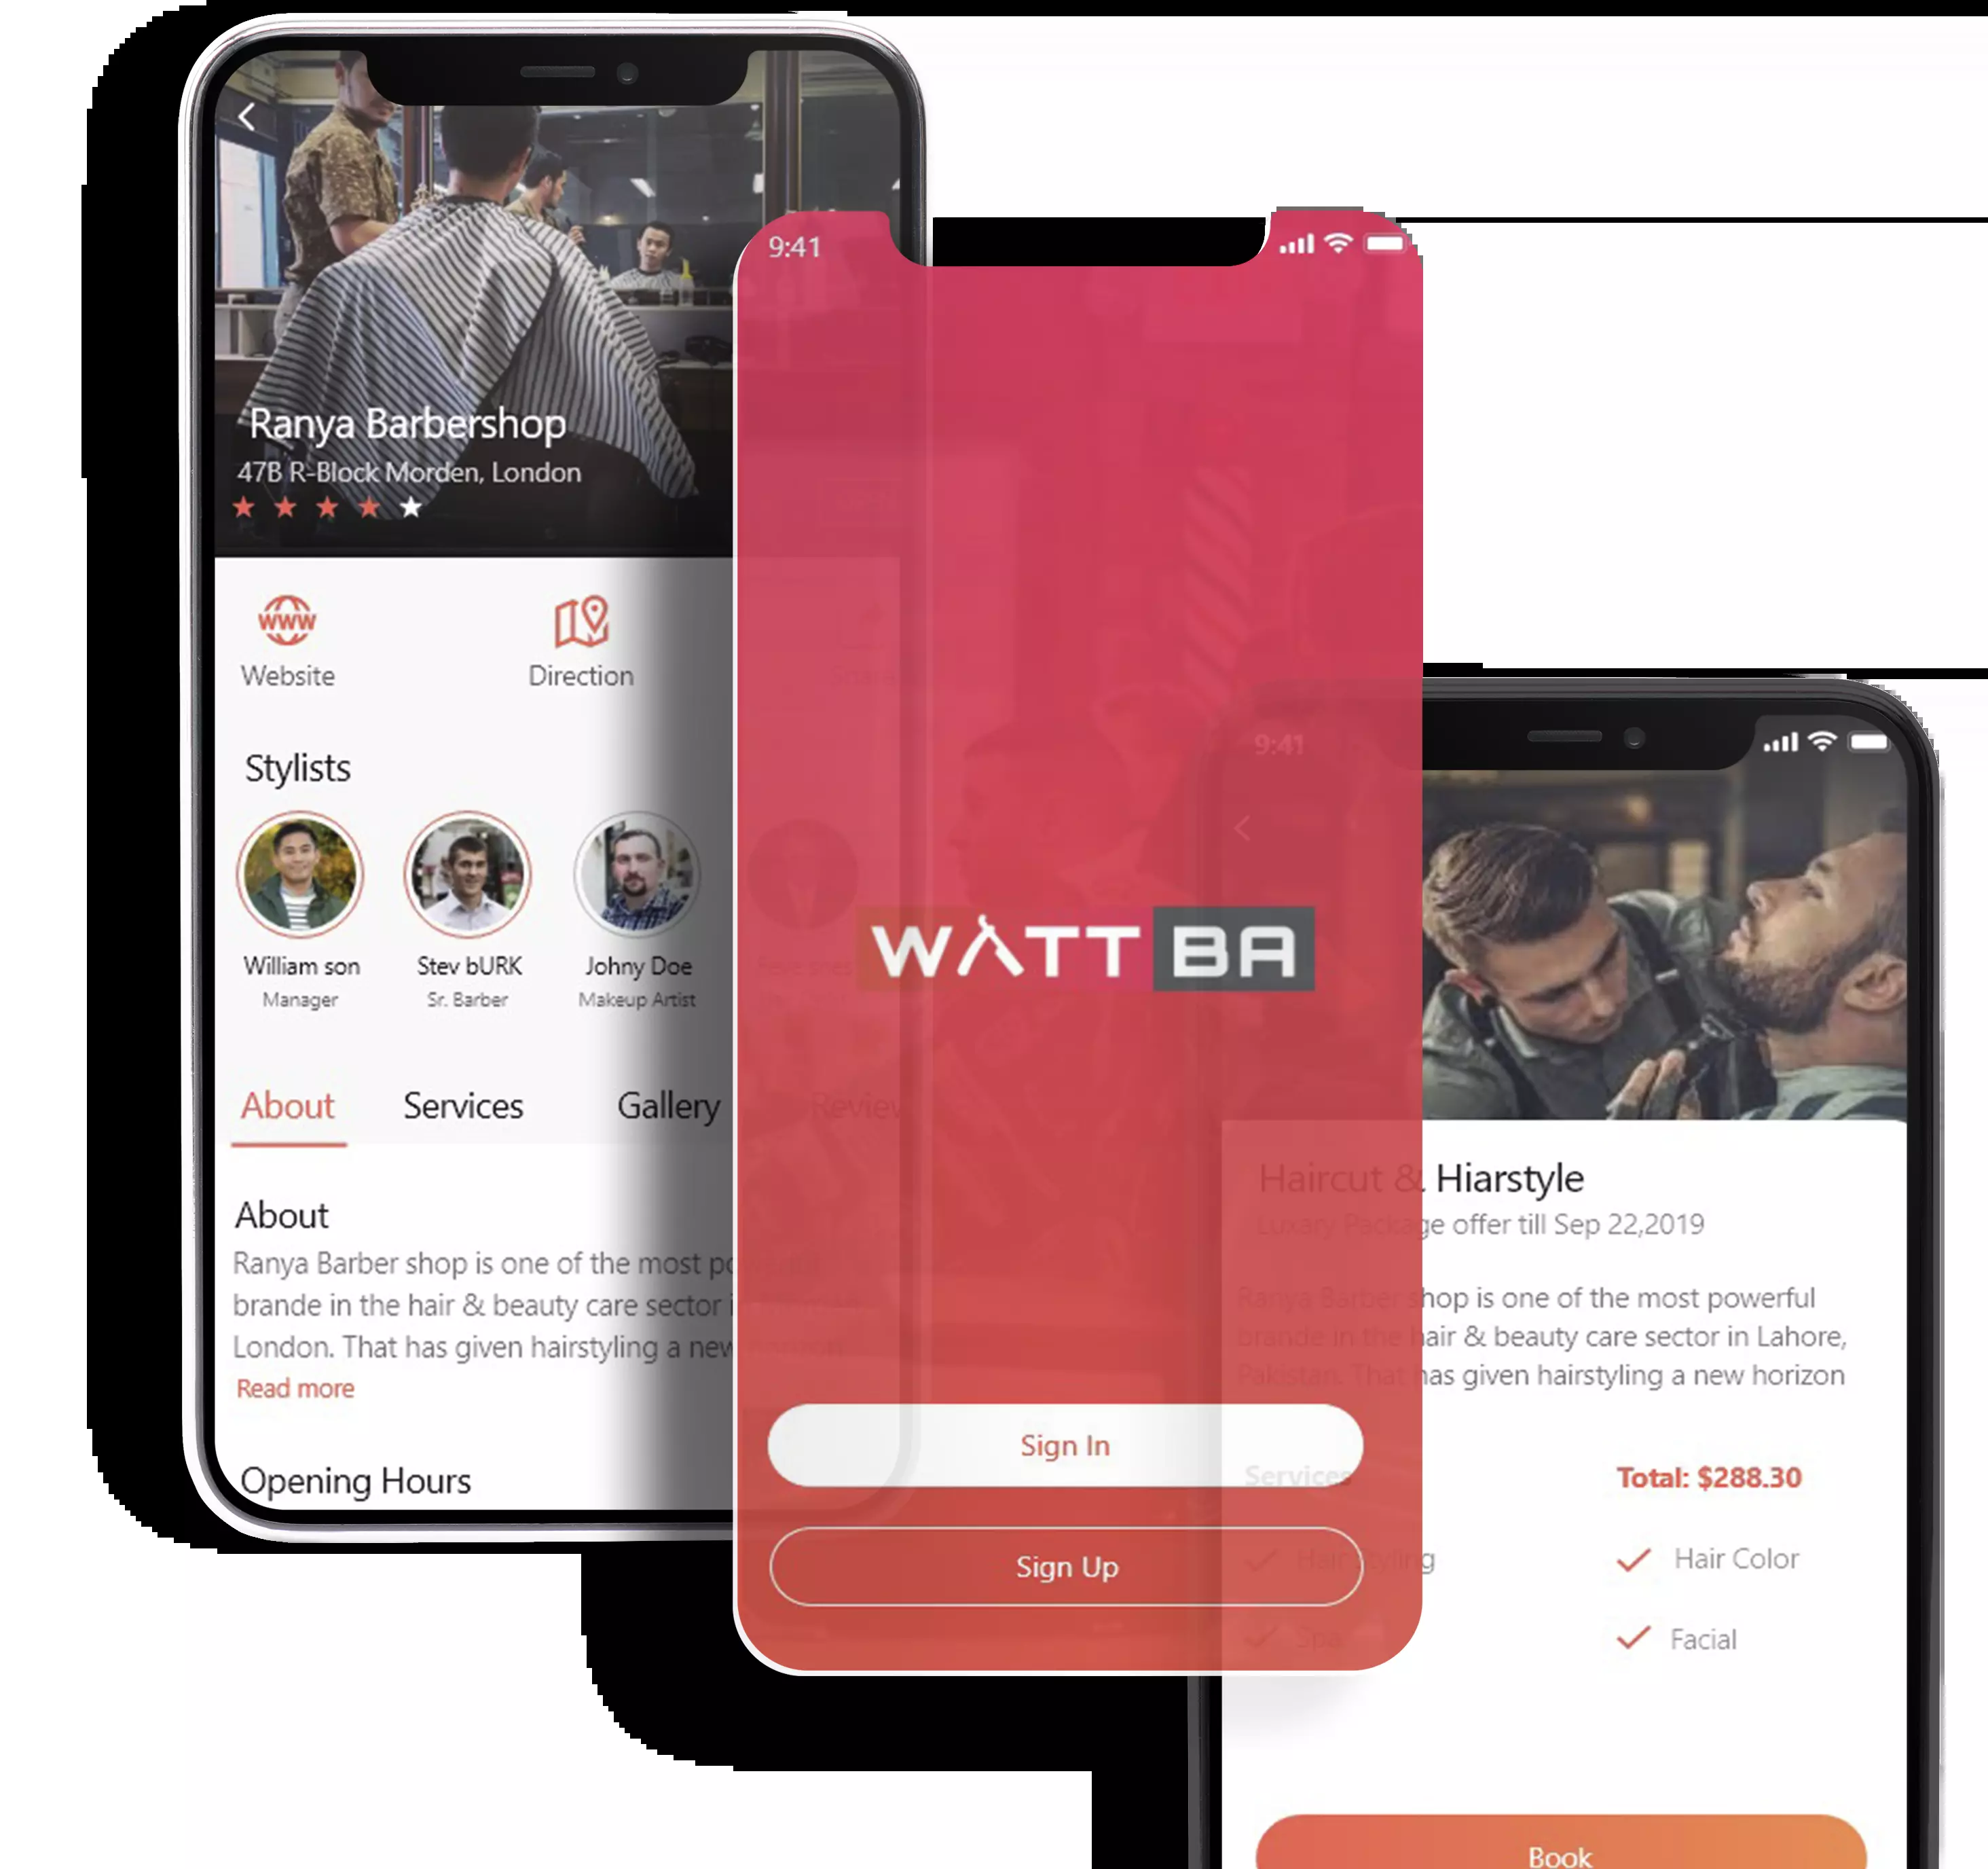 Ranya Barbershop
47B R-Block Morden, London
WWW
Website
Direction
Share
Stylists
William son
Manager
Stev bURK
Sr. Barber
Johny Doe
Makeup Artist
About
Services
Gallery
Review
About
Ranya Barber shop is one of the most powerful
brande in the hair & beauty care sector in
London. That has given hairstyling a new horizon
Read more
Opening Hours
9:41
WATT BA
Sign In
Sign Up
9:41
Haircut & Hiarstyle
Luxary Package offer till Sep 22,2019
Ranya Barber shop is one of the most powerful
brande in the hair & beauty care sector in Lahore,
Pakistan. That has given hairstyling a new horizon
Services
Total: $288.30
Hair Styling
Hair Color
Spa
Facial
Book